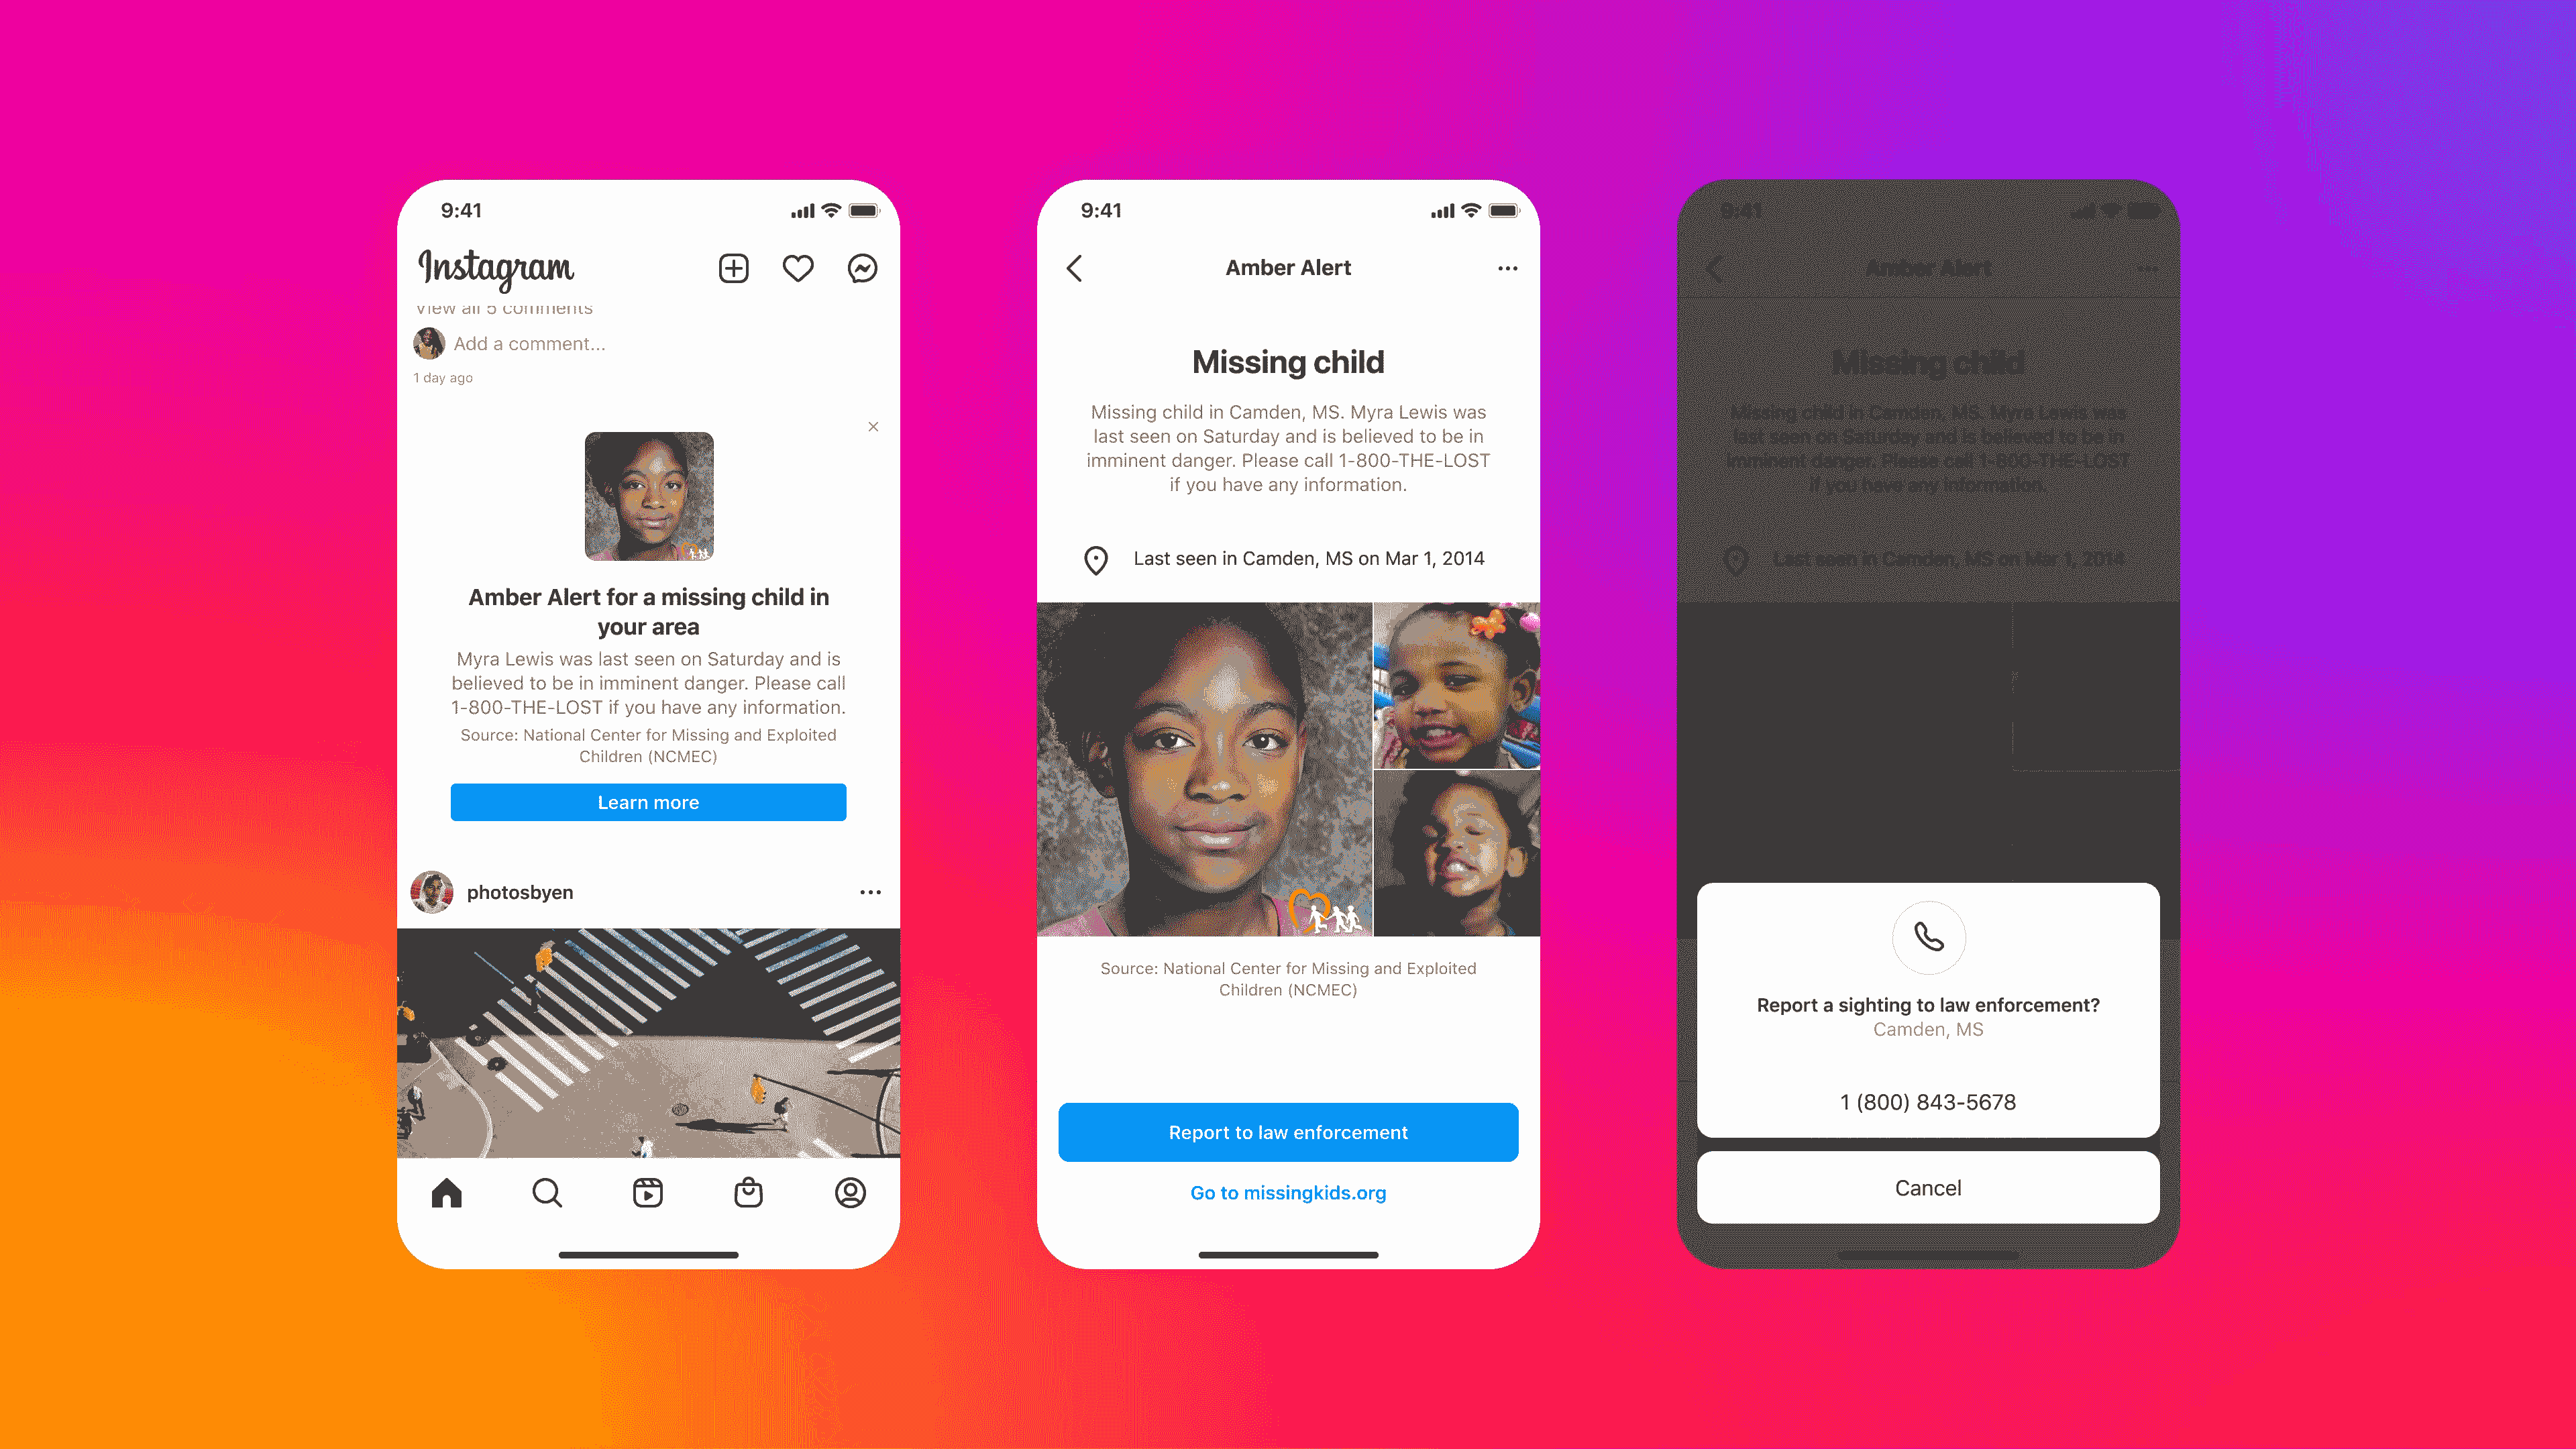 9:41
Instagram
View all 5 comments
Add a comment...
1 day ago
Amber Alert for a missing child in
your area
Myra Lewis was last seen on Saturday and is
believed to be in imminent danger. Please call
1-800-THE-LOST if you have any information.
Source: National Center for Missing and Exploited
Children (NCMEC)
Learn more
photosbyen
9:41
Amber Alert
Missing child
Missing child in Camden, MS. Myra Lewis was
last seen on Saturday and is believed to be in
imminent danger. Please call 1-800-THE-LOST
if you have any information.
Last seen in Camden, MS on Mar 1, 2014
Source: National Center for Missing and Exploited
Children (NCMEC)
Report to law enforcement
Go to missingkids.org
9:41
Amber Alert
Missing child
Missing child in Camden, MS. Myra Lewis was
last seen on Saturday and is believed to be in
imminent danger. Please call 1-800-THE-LOST
if you have any information.
Last seen in Camden, MS on Mar 1, 2014
Report a sighting to law enforcement?
Camden, MS
1 (800) 843-5678
Cancel